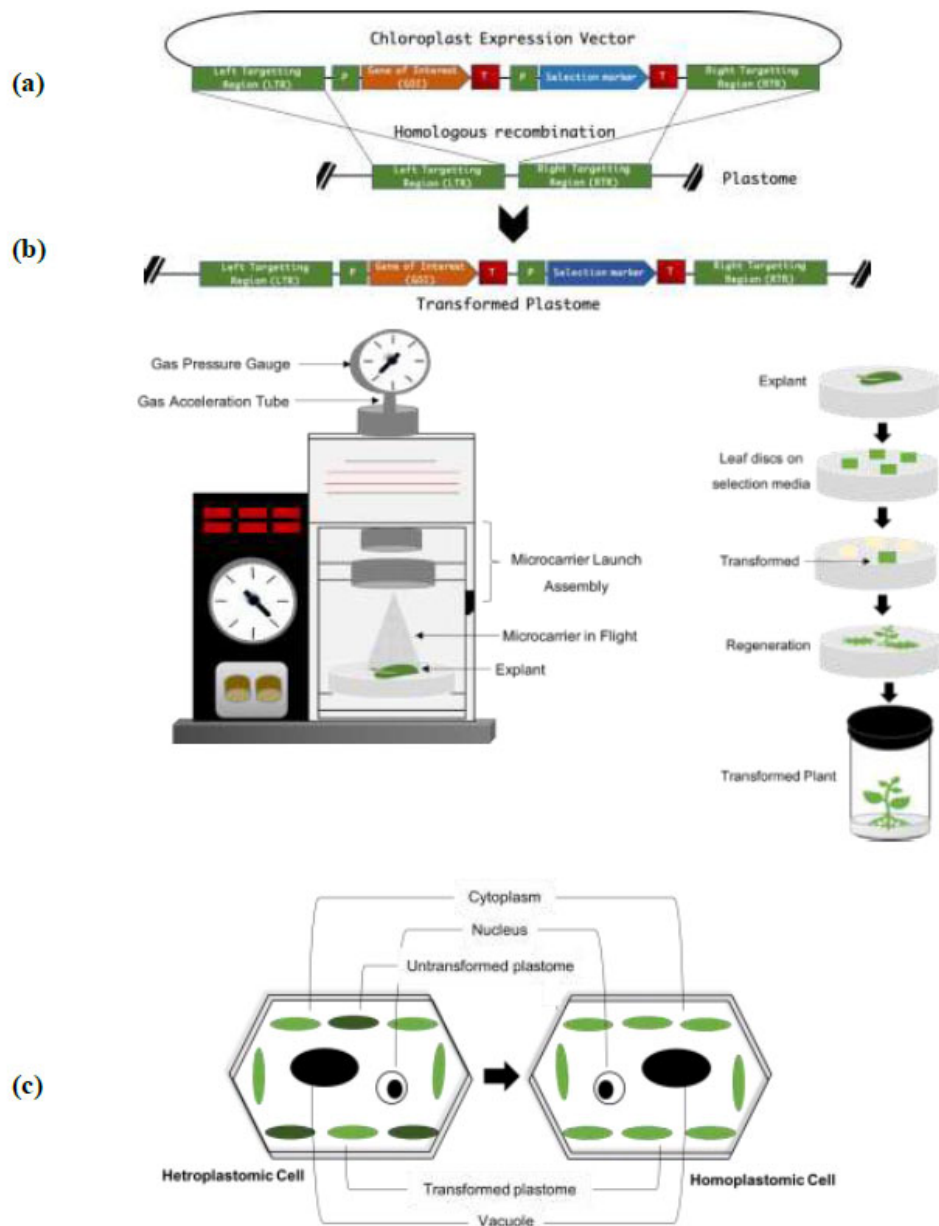 (a)
Chloroplast Expression Vector
Left Targetting
Region (LTR)
P
Gene of Interest
(GOI)
T
P
Selection marker
T
Right Targetting
Region (RTR)
Homologous recombination
Left Targetting
Region (LTR)
Right Targetting
Region (RTR)
Plastome
(b)
Left Targetting
Region (LTR)
P
Gene of Interest
(GOI)
T
P
Selection marker
T
Right Targetting
Region (RTR)
Transformed Plastome
Gas Pressure Gauge
Gas Acceleration Tube
Microcarrier Launch
Assembly
Microcarrier in Flight
Explant
Explant
Leaf discs on
selection media
Transformed
Regeneration
Transformed Plant
(c)
Cytoplasm
Nucleus
Untransformed plastome
Hetroplastomic Cell
Homoplastomic Cell
Transformed plastome
Vacuole